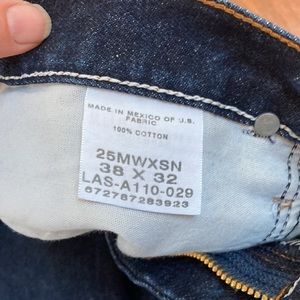 MADE IN MEXICO OF U.S.
FABRIC
100% COTTON
25MWXSN
38 X 32
LAS-A110-029
672787283923